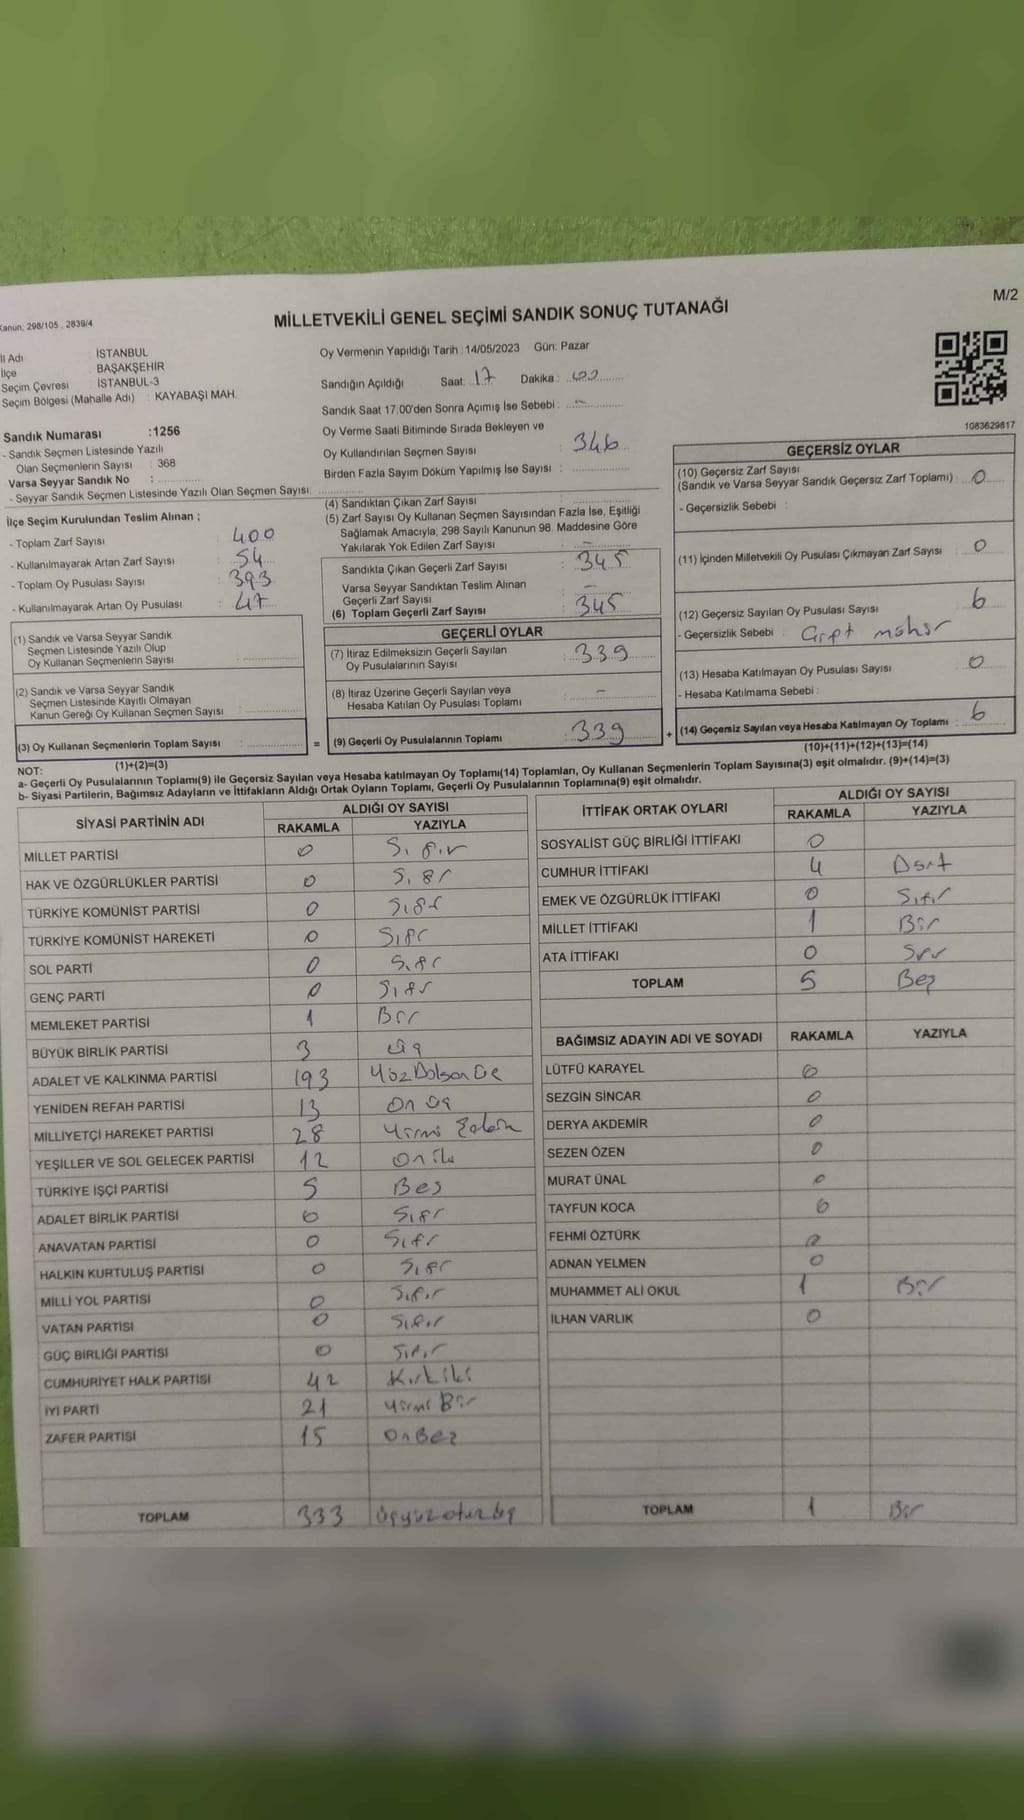 M/2
Kanun: 298/105 , 2839/4
MİLLETVEKİLİ GENEL SEÇİMİ SANDIK SONUÇ TUTANAĞI
İl Adı : İSTANBUL
İlçe : BAŞAKŞEHİR
Seçim Çevresi : İSTANBUL-3
Seçim Bölgesi (Mahalle Adı) : KAYABAŞI MAH.
Sandık Numarası :1256
- Sandık Seçmen Listesinde Yazılı
Olan Seçmenlerin Sayısı : 368
Varsa Seyyar Sandık No : ............
- Seyyar Sandık Seçmen Listesinde Yazılı Olan Seçmen Sayısı: ............
İlçe Seçim Kurulundan Teslim Alınan ;
- Toplam Zarf Sayısı : 400
- Kullanılmayarak Artan Zarf Sayısı : 54
- Toplam Oy Pusulası Sayısı : 393
- Kullanılmayarak Artan Oy Pusulası : 47
(1) Sandık ve Varsa Seyyar Sandık
Seçmen Listesinde Yazılı Olup
Oy Kullanan Seçmenlerin Sayısı : ............
(2) Sandık ve Varsa Seyyar Sandık
Seçmen Listesinde Kayıtlı Olmayan
Kanun Gereği Oy Kullanan Seçmen Sayısı : ............
(3) Oy Kullanan Seçmenlerin Toplam Sayısı : ............
(1)+(2)=(3)
Oy Vermenin Yapıldığı Tarih :14/05/2023 Gün: Pazar
Sandığın Açıldığı Saat: 17 Dakika : 00
Sandık Saat 17:00'den Sonra Açımış İse Sebebi : -
Oy Verme Saati Bitiminde Sırada Bekleyen ve
Oy Kullandırılan Seçmen Sayısı : 346
Birden Fazla Sayım Döküm Yapılmış İse Sayısı : ............
(4) Sandıktan Çıkan Zarf Sayısı : ............
(5) Zarf Sayısı Oy Kullanan Seçmen Sayısından Fazla İse, Eşitliği
Sağlamak Amacıyla; 298 Sayılı Kanunun 98. Maddesine Göre
Yakılarak Yok Edilen Zarf Sayısı : -
Sandıkta Çıkan Geçerli Zarf Sayısı : 345
Varsa Seyyar Sandıktan Teslim Alınan
Geçerli Zarf Sayısı : -
(6) Toplam Geçerli Zarf Sayısı : 345
GEÇERLİ OYLAR
(7) İtiraz Edilmeksizin Geçerli Sayılan
Oy Pusulalarının Sayısı : 339
(8) İtiraz Üzerine Geçerli Sayılan veya
Hesaba Katılan Oy Pusulası Toplamı : -
= (9) Geçerli Oy Pusulalarının Toplamı : 339
1083629817
GEÇERSİZ OYLAR
(10) Geçersiz Zarf Sayısı
(Sandık ve Varsa Seyyar Sandık Geçersiz Zarf Toplamı) : 0
- Geçersizlik Sebebi :
(11) İçinden Milletvekili Oy Pusulası Çıkmayan Zarf Sayısı : 0
(12) Geçersiz Sayılan Oy Pusulası Sayısı : 6
- Geçersizlik Sebebi : Çift mühür
(13) Hesaba Katılmayan Oy Pusulası Sayısı : 0
- Hesaba Katılmama Sebebi :
+ (14) Geçersiz Sayılan veya Hesaba Katılmayan Oy Toplamı : 6
(10)+(11)+(12)+(13)=(14)
NOT:
a- Geçerli Oy Pusulalarının Toplamı(9) ile Geçersiz Sayılan veya Hesaba katılmayan Oy Toplamı(14) Toplamları, Oy Kullanan Seçmenlerin Toplam Sayısına(3) eşit olmalıdır. (9)+(14)=(3)
b- Siyasi Partilerin, Bağımsız Adayların ve İttifakların Aldığı Ortak Oyların Toplamı, Geçerli Oy Pusulalarının Toplamına(9) eşit olmalıdır.
SİYASİ PARTİNİN ADI ALDIĞI OY SAYISI
RAKAMLA YAZIYLA
MİLLET PARTİSİ 0 Sıfır
HAK VE ÖZGÜRLÜKLER PARTİSİ 0 Sıfır
TÜRKİYE KOMÜNİST PARTİSİ 0 Sıfır
TÜRKİYE KOMÜNİST HAREKETİ 0 Sıfır
SOL PARTİ 0 Sıfır
GENÇ PARTİ 0 Sıfır
MEMLEKET PARTİSİ 1 Bir
BÜYÜK BİRLİK PARTİSİ 3 Üç
ADALET VE KALKINMA PARTİSİ 193 YüzDoksan Üç
YENİDEN REFAH PARTİSİ 13 On Üç
MİLLİYETÇİ HAREKET PARTİSİ 28 Yirmi Sekiz
YEŞİLLER VE SOL GELECEK PARTİSİ 12 On iki
TÜRKİYE İŞÇİ PARTİSİ 5 Beş
ADALET BİRLİK PARTİSİ 0 Sıfır
ANAVATAN PARTİSİ 0 Sıfır
HALKIN KURTULUŞ PARTİSİ 0 Sıfır
MİLLİ YOL PARTİSİ 0 Sıfır
VATAN PARTİSİ 0 Sıfır
GÜÇ BİRLİĞİ PARTİSİ 0 Sıfır
CUMHURİYET HALK PARTİSİ 42 Kırkiki
İYİ PARTİ 21 Yirmi Bir
ZAFER PARTİSİ 15 OnBeş
TOPLAM 333 üçyüzotuzüç
İTTİFAK ORTAK OYLARI ALDIĞI OY SAYISI
RAKAMLA YAZIYLA
SOSYALİST GÜÇ BİRLİĞİ İTTİFAKI 0
CUMHUR İTTİFAKI 4 Dört
EMEK VE ÖZGÜRLÜK İTTİFAKI 0 Sıfır
MİLLET İTTİFAKI 1 Bir
ATA İTTİFAKI 0 Sıfır
TOPLAM 5 Beş
BAĞIMSIZ ADAYIN ADI VE SOYADI RAKAMLA YAZIYLA
LÜTFÜ KARAYEL 0
SEZGİN SİNCAR 0
DERYA AKDEMİR 0
SEZEN ÖZEN 0
MURAT ÜNAL 0
TAYFUN KOCA 0
FEHMİ ÖZTÜRK 0
ADNAN YELMEN 0
MUHAMMET ALİ OKUL 1 Bir
İLHAN VARLIK 0
TOPLAM 1 Bir